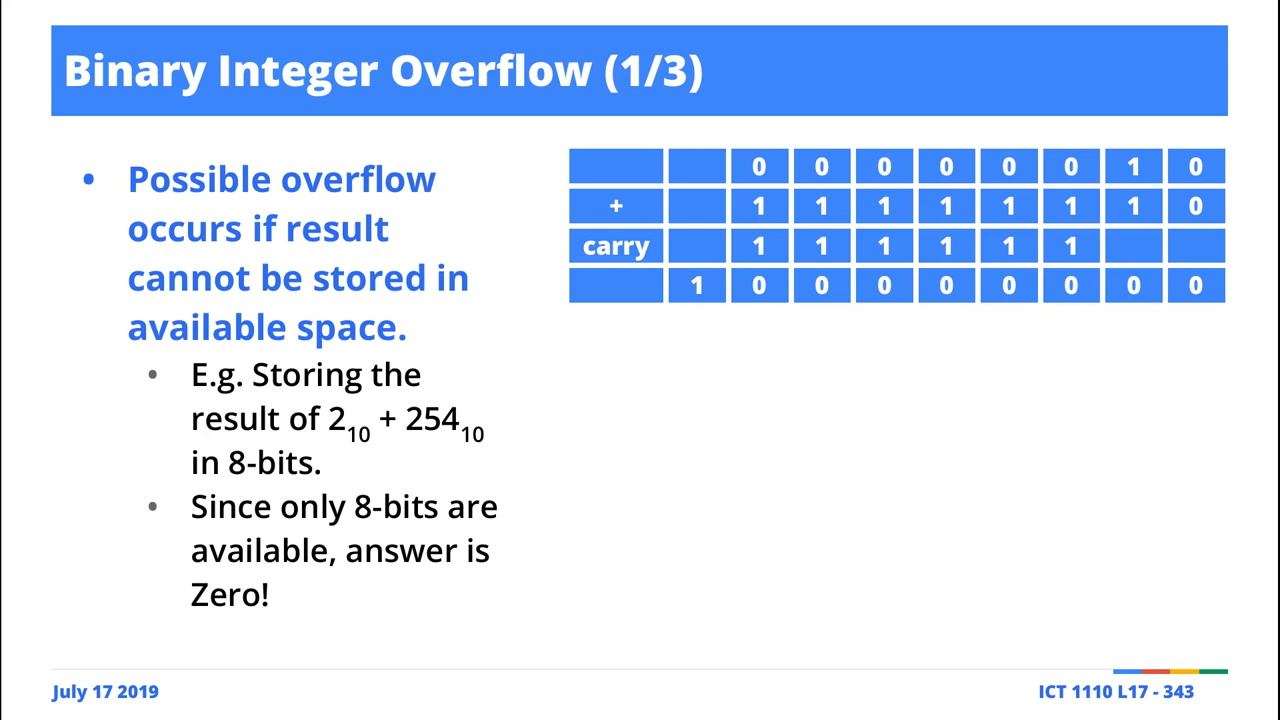 Binary Integer Overflow (1/3)
• Possible overflow
occurs if result
cannot be stored in
available space.
• E.g. Storing the
result of 2₁₀ + 254₁₀
in 8-bits.
• Since only 8-bits are
available, answer is
Zero!
0 0 0 0 0 0 1 0
+ 1 1 1 1 1 1 1 0
carry 1 1 1 1 1 1
1 0 0 0 0 0 0 0 0
July 17 2019
ICT 1110 L17 - 343